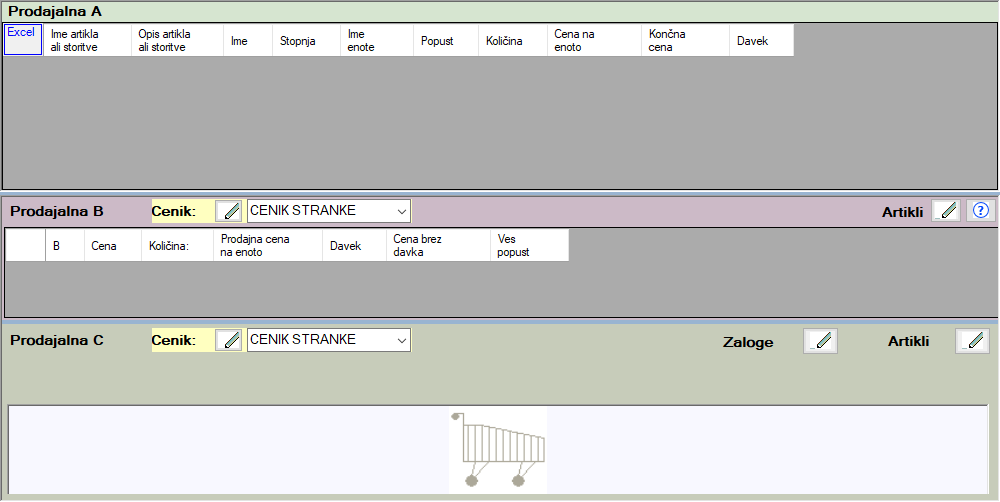 Prodajalna A
Excel
Ime artikla
ali storitve
Opis artikla
ali storitve
Ime
Stopnja
Ime
enote
Popust
Količina
Cena na
enoto
Končna
cena
Davek
Prodajalna B
Cenik:
CENIK STRANKE
Artikli
?
B
Cena
Količina:
Prodajna cena
na enoto
Davek
Cena brez
davka
Ves
popust
Prodajalna C
Cenik:
CENIK STRANKE
Zaloge
Artikli